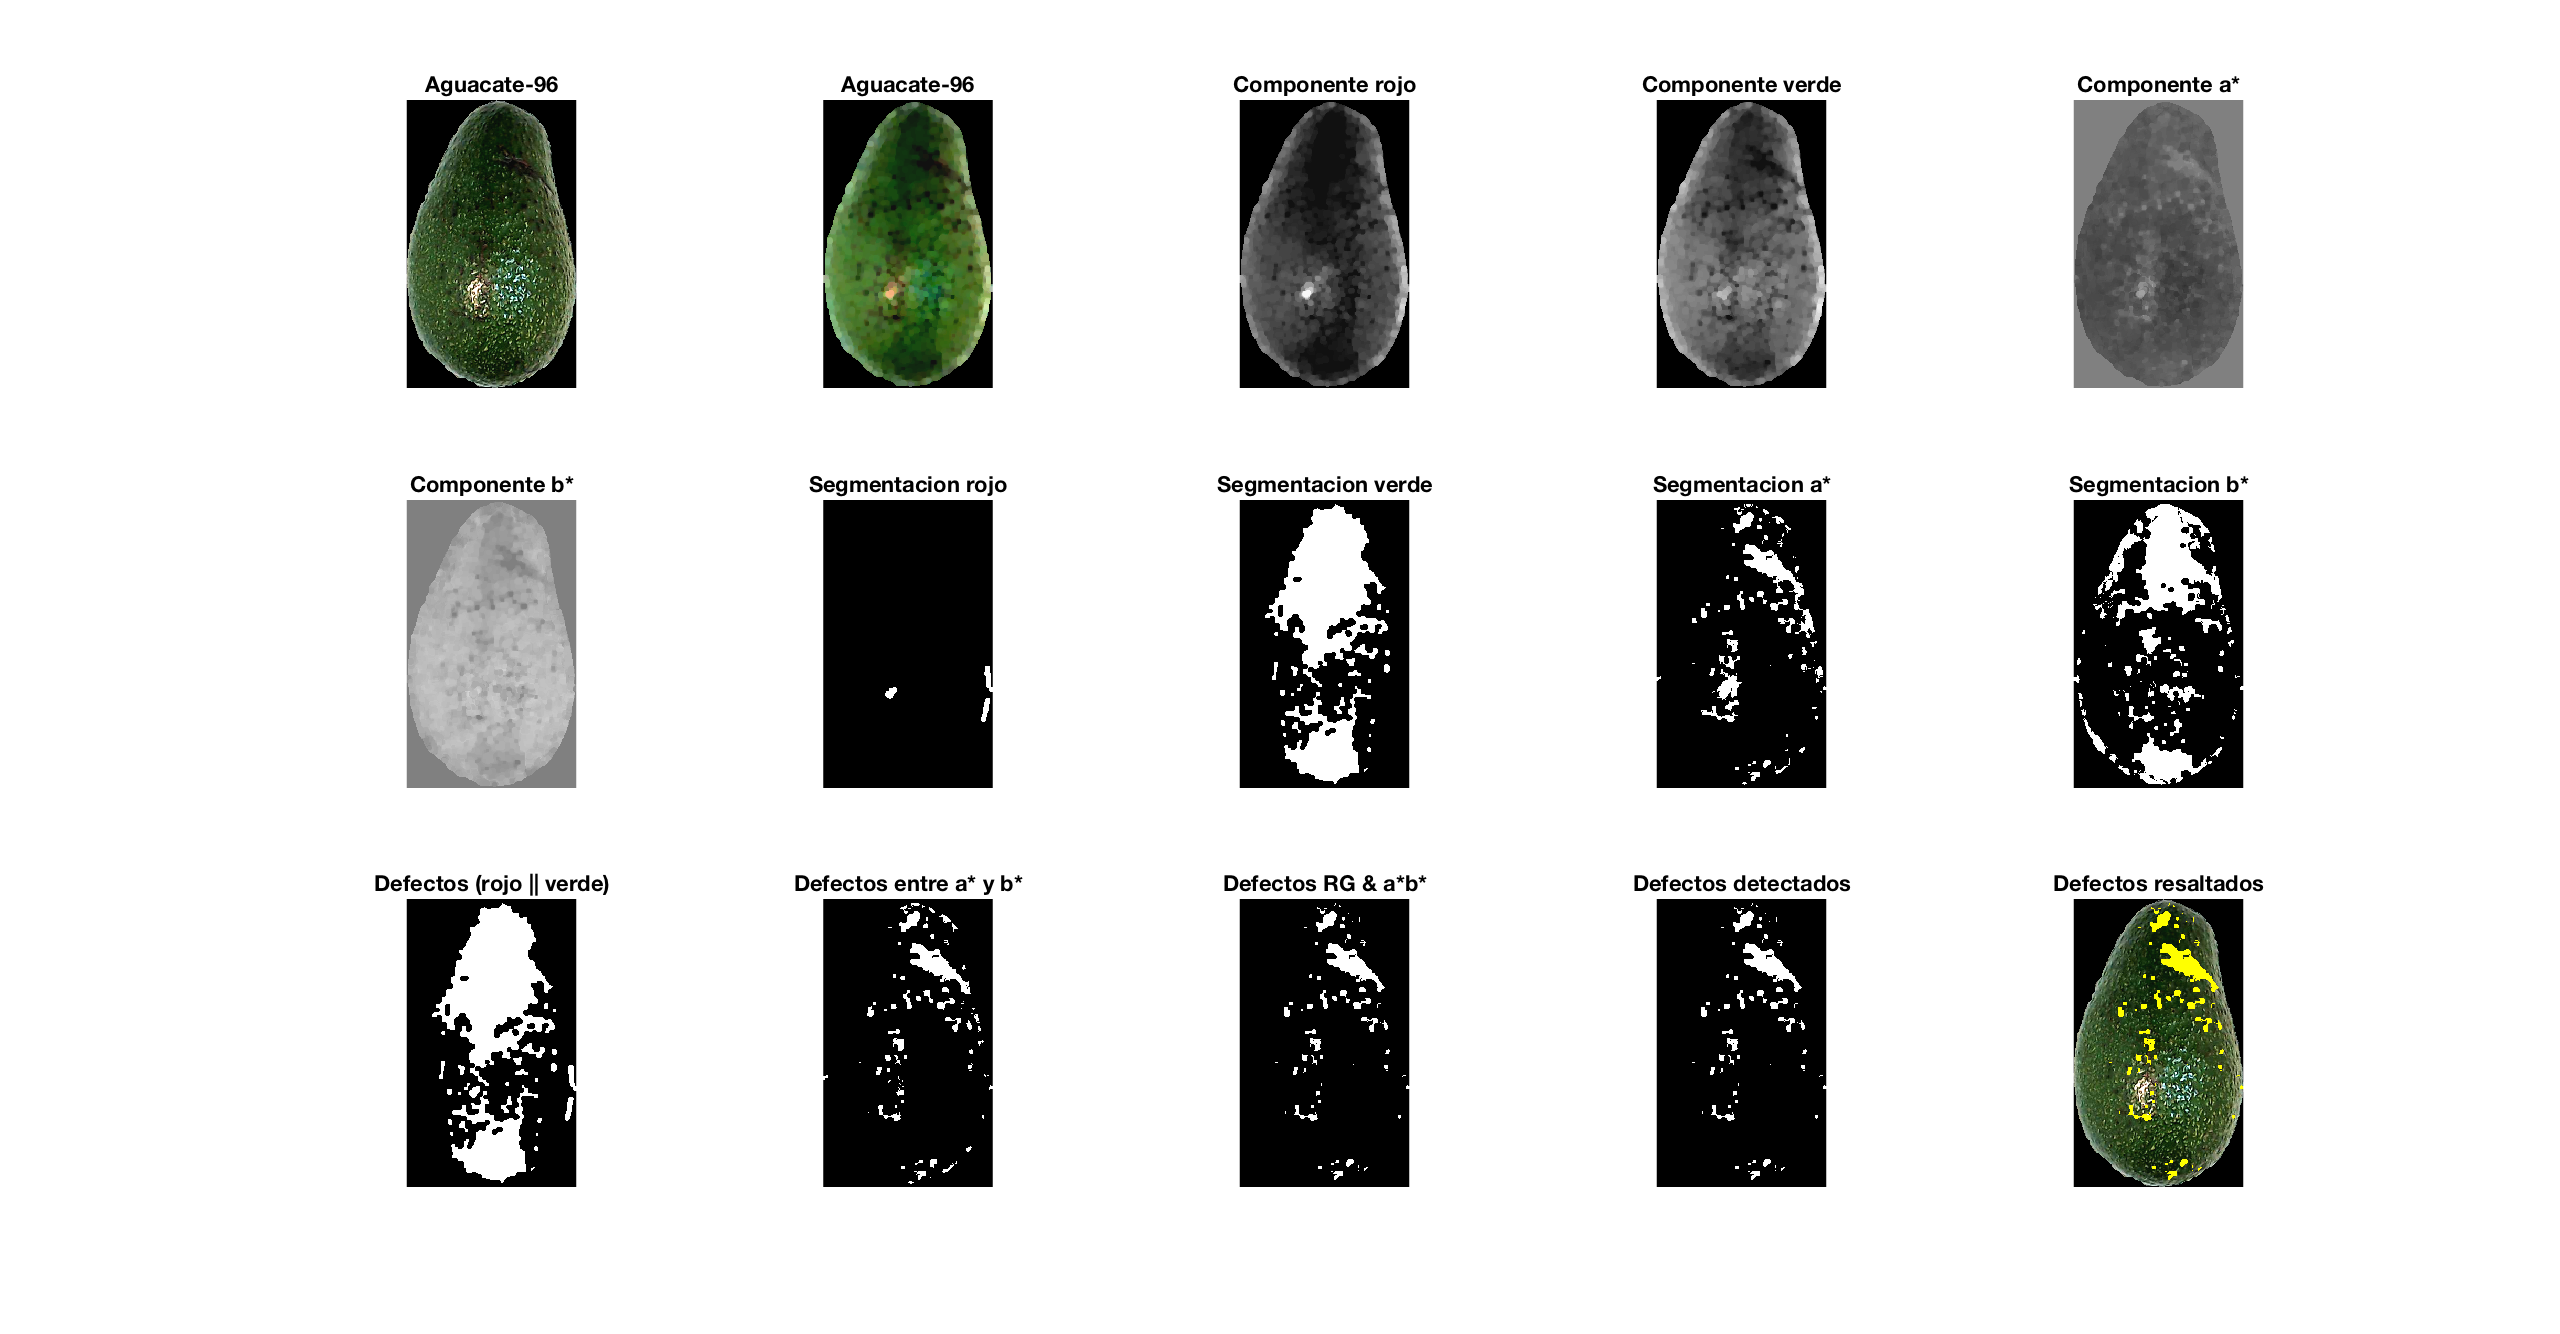 Aguacate-96
Aguacate-96
Componente rojo
Componente verde
Componente a*
Componente b*
Segmentacion rojo
Segmentacion verde
Segmentacion a*
Segmentacion b*
Defectos (rojo || verde)
Defectos entre a* y b*
Defectos RG & a*b*
Defectos detectados
Defectos resaltados